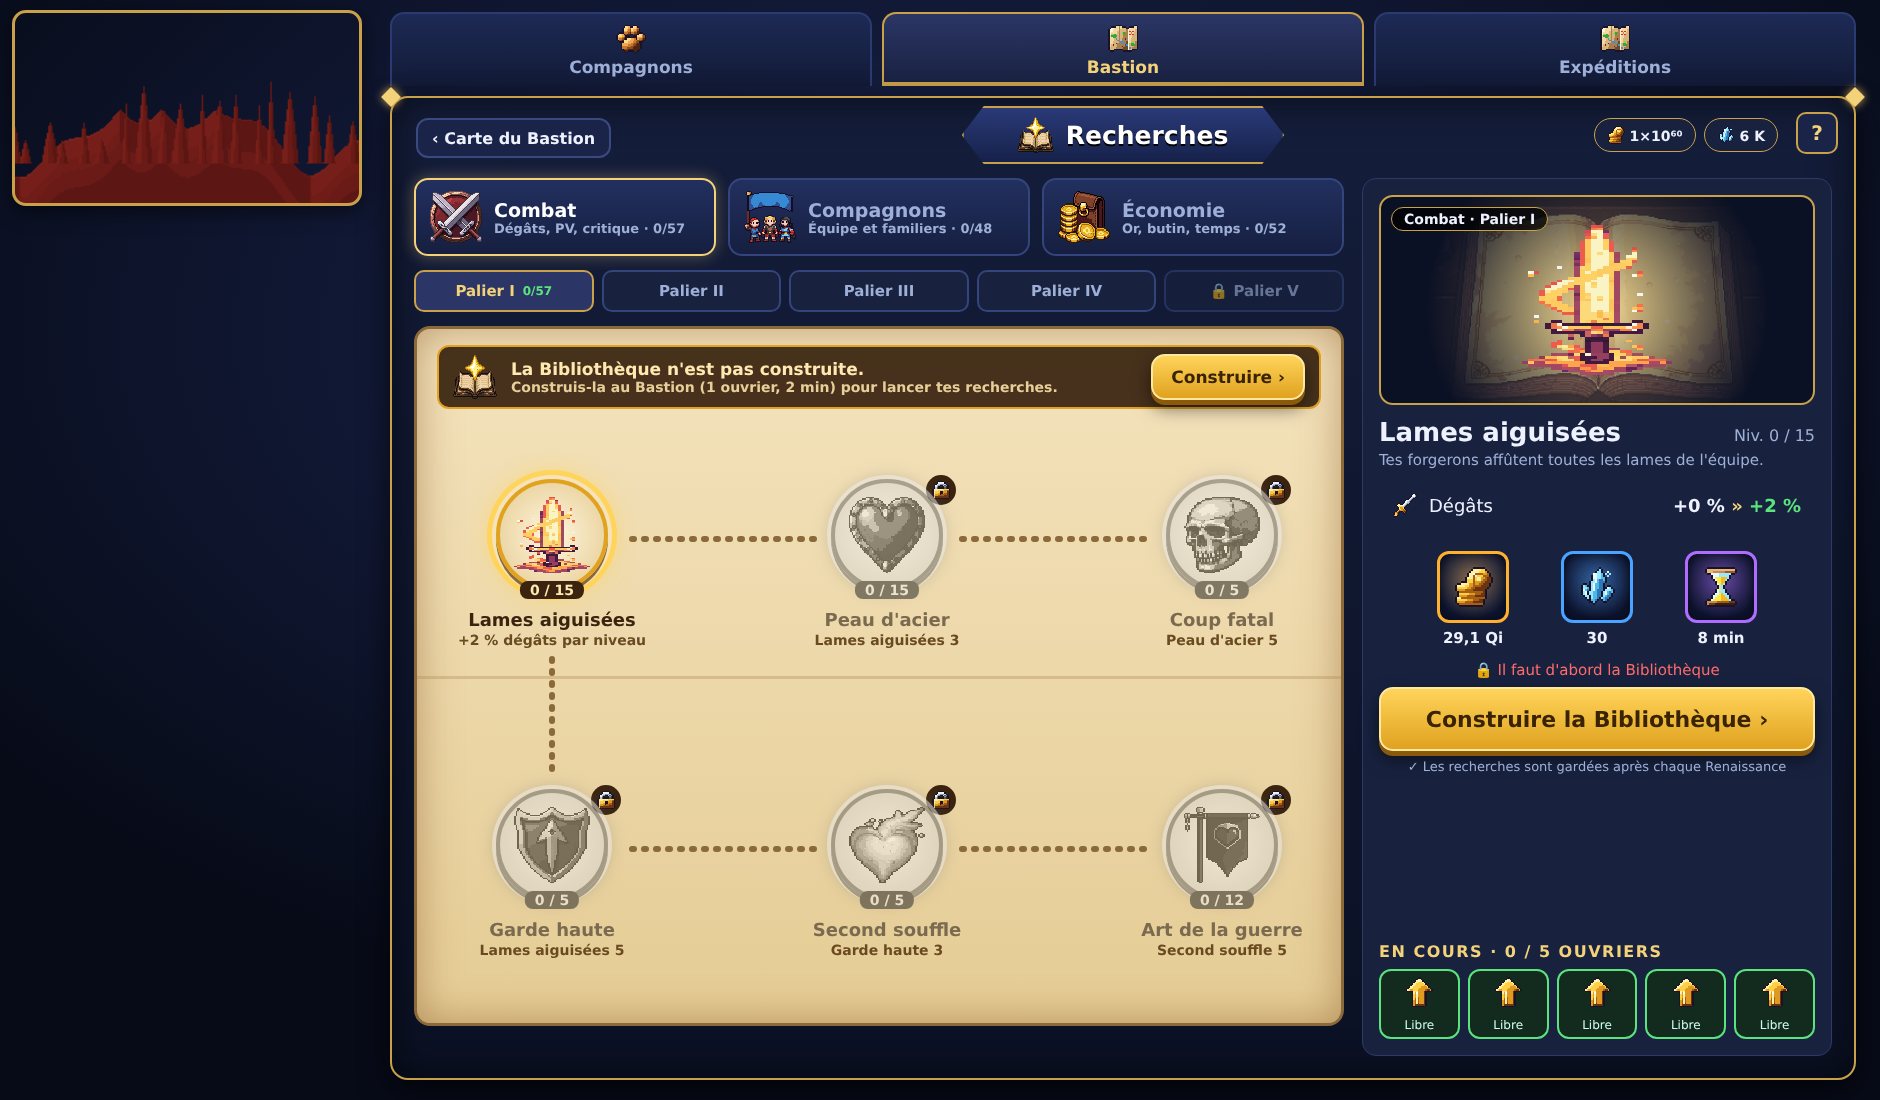 Compagnons
Bastion
Expéditions
‹ Carte du Bastion
Recherches
1×10⁶⁰
6 K
?
Combat
Dégâts, PV, critique · 0/57
Compagnons
Équipe et familiers · 0/48
Économie
Or, butin, temps · 0/52
Palier I 0/57
Palier II
Palier III
Palier IV
Palier V
La Bibliothèque n'est pas construite.
Construis-la au Bastion (1 ouvrier, 2 min) pour lancer tes recherches.
Construire ›
0 / 15
Lames aiguisées
+2 % dégâts par niveau
0 / 15
Peau d'acier
Lames aiguisées 3
0 / 5
Coup fatal
Peau d'acier 5
0 / 5
Garde haute
Lames aiguisées 5
0 / 5
Second souffle
Garde haute 3
0 / 12
Art de la guerre
Second souffle 5
Combat · Palier I
Lames aiguisées
Niv. 0 / 15
Tes forgerons affûtent toutes les lames de l'équipe.
Dégâts
+0 % » +2 %
29,1 Qi
30
8 min
Il faut d'abord la Bibliothèque
Construire la Bibliothèque ›
✓ Les recherches sont gardées après chaque Renaissance
EN COURS · 0 / 5 OUVRIERS
Libre
Libre
Libre
Libre
Libre